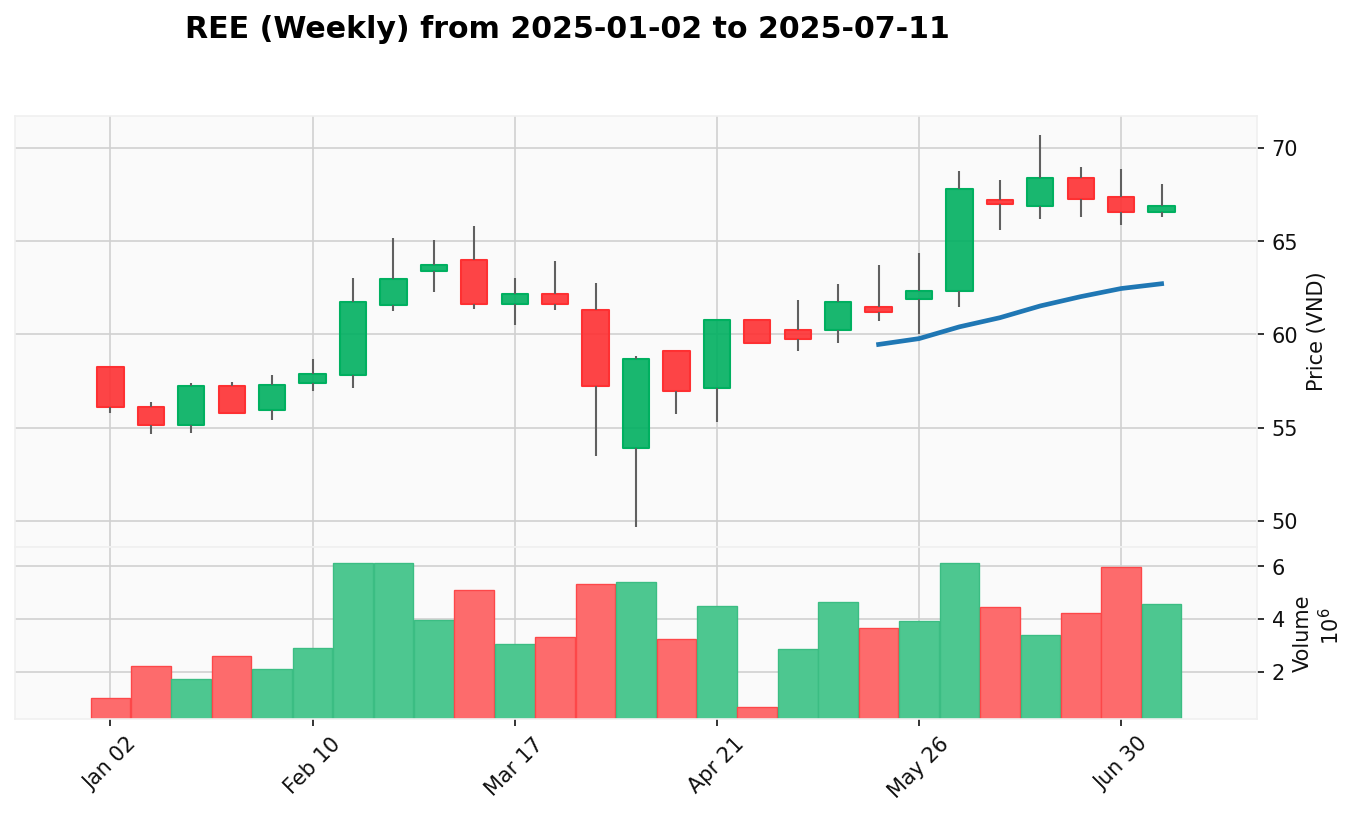 REE (Weekly) from 2025-01-02 to 2025-07-11
70
65
60
55
50
Price (VND)
6
4
2
Volume
10⁶
Jan 02
Feb 10
Mar 17
Apr 21
May 26
Jun 30